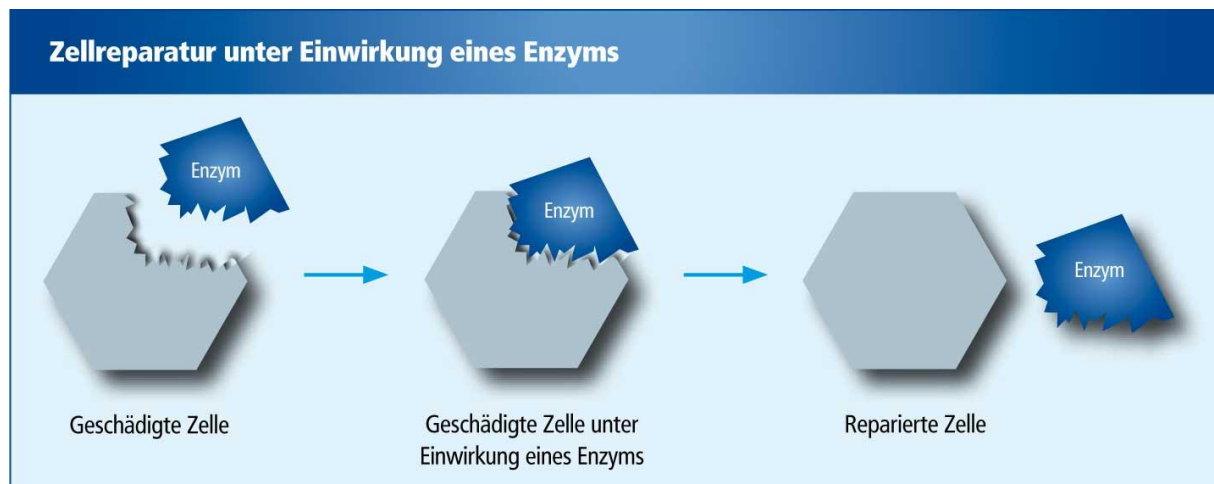 Zellreparatur unter Einwirkung eines Enzyms
Enzym
Enzym
Enzym
Geschädigte Zelle
Geschädigte Zelle unter
Einwirkung eines Enzyms
Reparierte Zelle